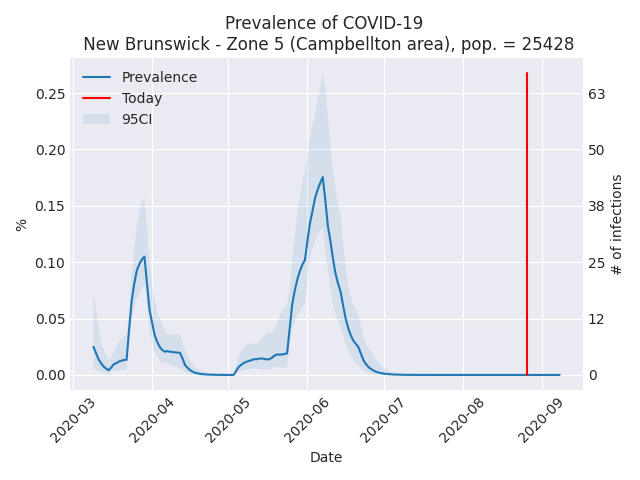 Prevalence of COVID-19
New Brunswick - Zone 5 (Campbellton area), pop. = 25428
Prevalence
Today
95CI
0.25
0.20
0.15
0.10
0.05
0.00
%
63
50
38
25
12
0
# of infections
2020-03
2020-04
2020-05
2020-06
2020-07
2020-08
2020-09
Date